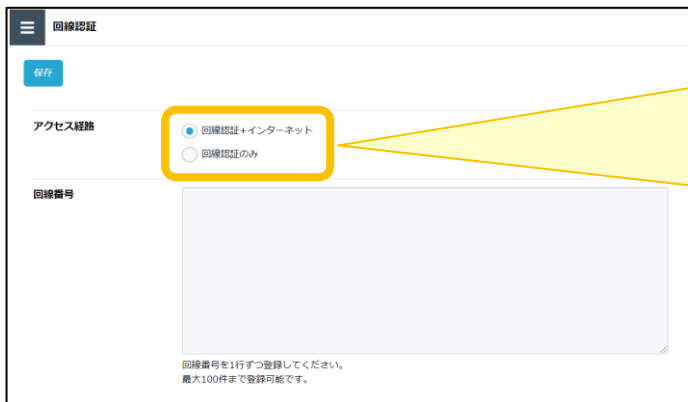 回線認証
保存
アクセス経路
回線認証+インターネット
回線認証のみ
回線番号
回線番号を1行ずつ登録してください。
最大100件まで登録可能です。